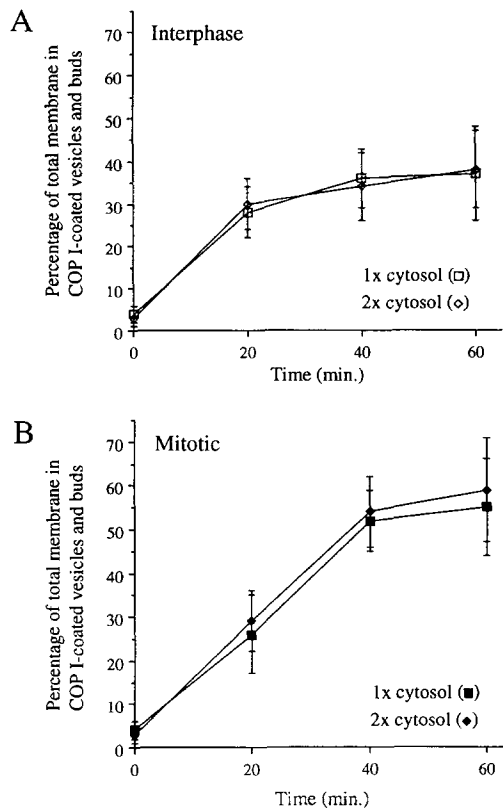 A
Interphase
Percentage of total membrane in
COP I-coated vesicles and buds
70
60
50
40
30
20
10
0
1x cytosol (□)
2x cytosol (◇)
0 20 40 60
Time (min.)
B
Mitotic
Percentage of total membrane in
COP I-coated vesicles and buds
70
60
50
40
30
20
10
0
1x cytosol (■)
2x cytosol (◆)
0 20 40 60
Time (min.)